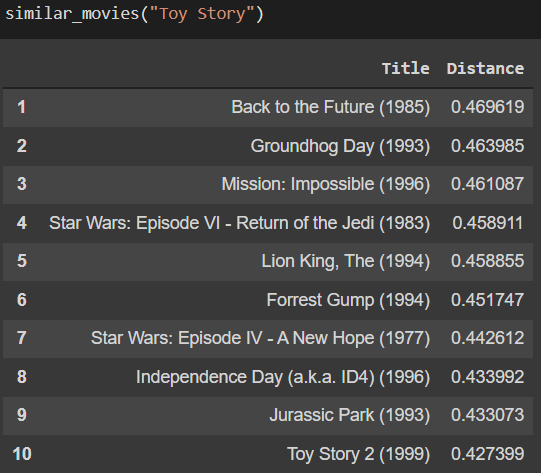 similar_movies("Toy Story")
Title Distance
1 Back to the Future (1985) 0.469619
2 Groundhog Day (1993) 0.463985
3 Mission: Impossible (1996) 0.461087
4 Star Wars: Episode VI - Return of the Jedi (1983) 0.458911
5 Lion King, The (1994) 0.458855
6 Forrest Gump (1994) 0.451747
7 Star Wars: Episode IV - A New Hope (1977) 0.442612
8 Independence Day (a.k.a. ID4) (1996) 0.433992
9 Jurassic Park (1993) 0.433073
10 Toy Story 2 (1999) 0.427399